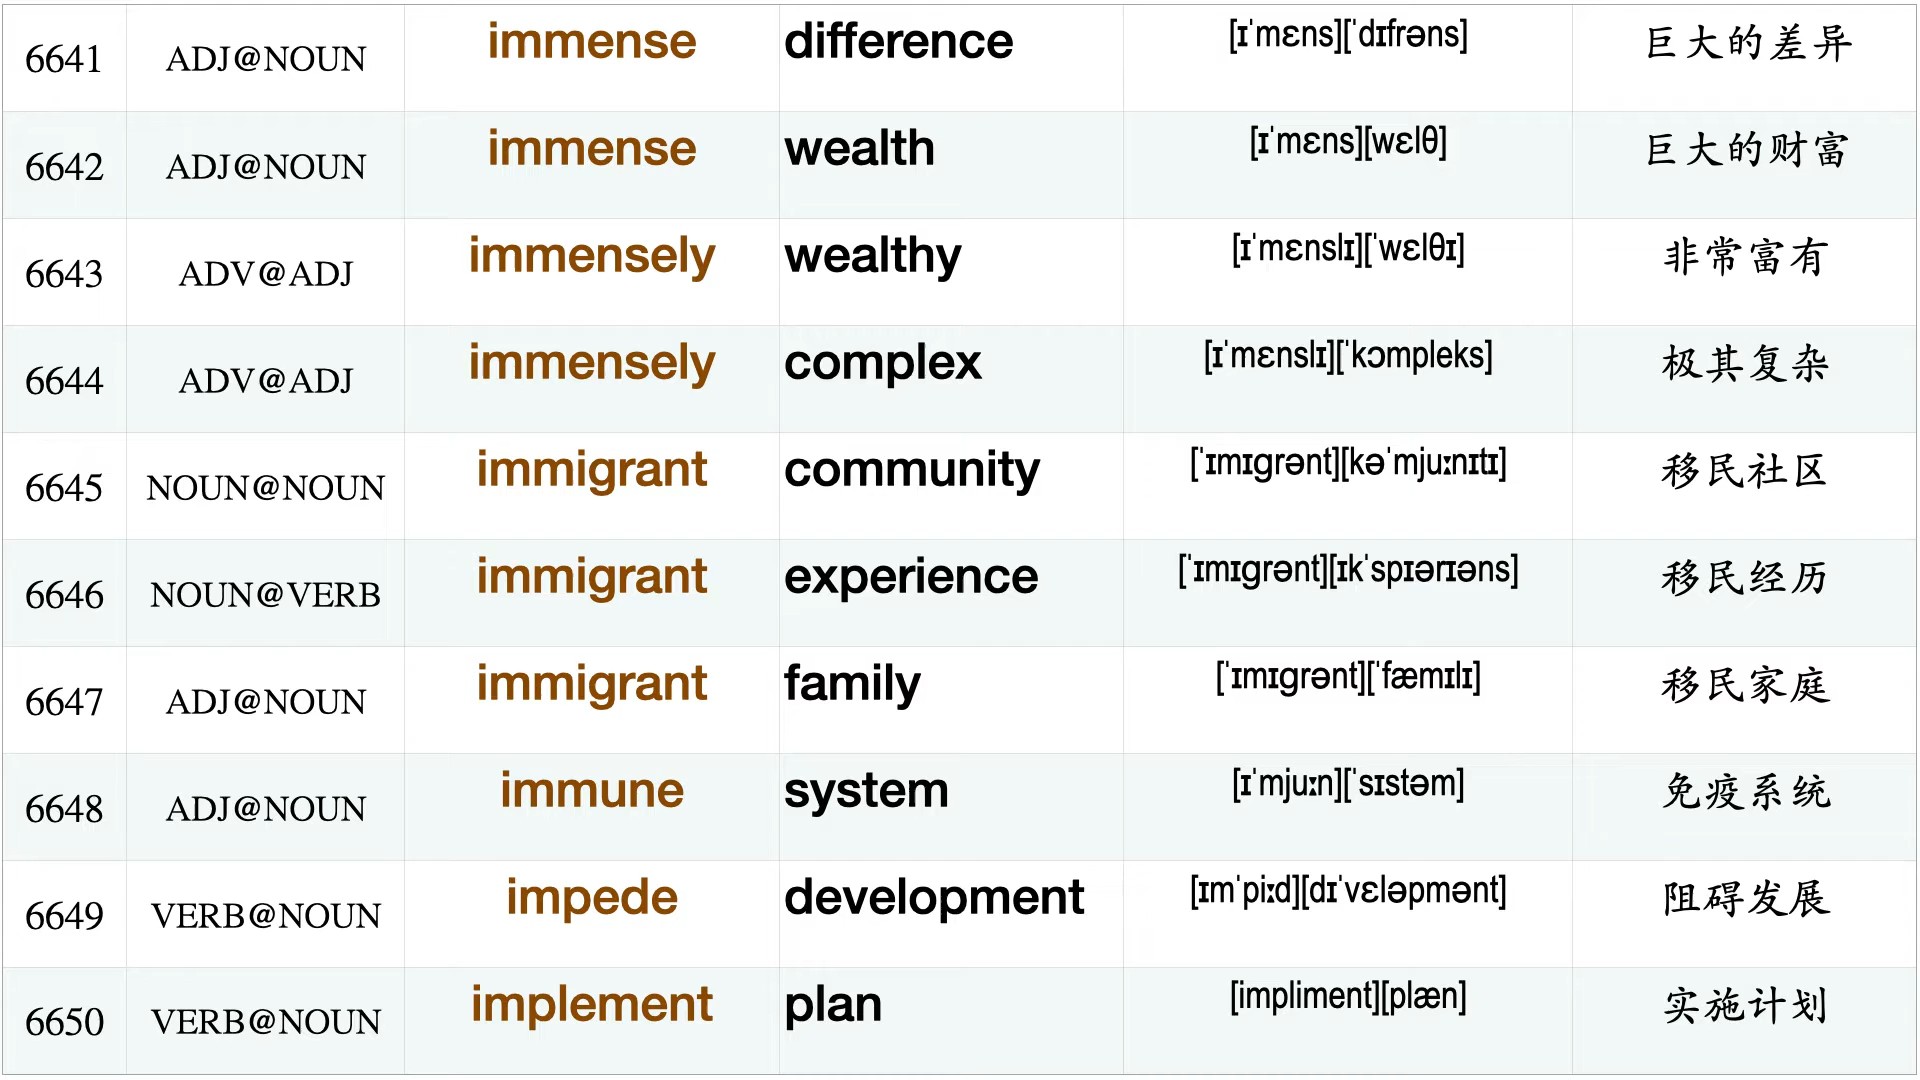 6641 ADJ@NOUN immense difference [ɪˈmɛns][ˈdɪfrəns] 巨大的差异
6642 ADJ@NOUN immense wealth [ɪˈmɛns][wɛlθ] 巨大的财富
6643 ADV@ADJ immensely wealthy [ɪˈmɛnslɪ][ˈwɛlθɪ] 非常富有
6644 ADV@ADJ immensely complex [ɪˈmɛnslɪ][ˈkɔmpleks] 极其复杂
6645 NOUN@NOUN immigrant community [ˈɪmɪgrənt][kəˈmjuːnɪtɪ] 移民社区
6646 NOUN@VERB immigrant experience [ˈɪmɪgrənt][ɪkˈspɪərɪəns] 移民经历
6647 ADJ@NOUN immigrant family [ˈɪmɪgrənt][ˈfæmɪlɪ] 移民家庭
6648 ADJ@NOUN immune system [ɪˈmjuːn][ˈsɪstəm] 免疫系统
6649 VERB@NOUN impede development [ɪmˈpiːd][dɪˈvɛləpmənt] 阻碍发展
6650 VERB@NOUN implement plan [impliment][plæn] 实施计划